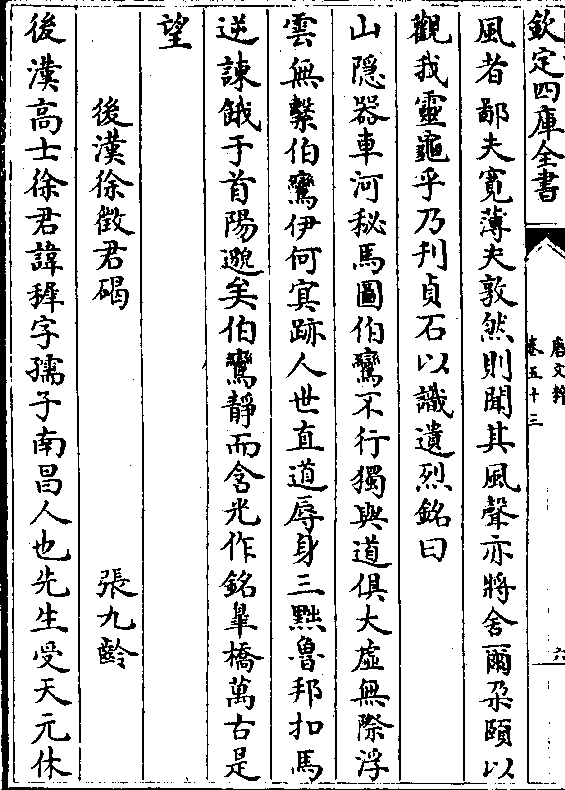 欽定四庫全書
唐文粹
卷五十三
六
風者鄙夫寛薄夫敦然則聞其風聲亦將舍爾朶頤以
觀我靈龜乎乃刋貞石以識遺烈銘曰
山隠器車河秘馬圖伯鸞不行獨與道俱大虛無際浮
雲無繫伯鸞伊何寘跡人世直道辱身三黜魯邦扣馬
逆諫餓于首陽邈矣伯鸞靜而含光作銘臯橋萬古是
望
後漢徐徵君碣
張九齡
後漢高士徐君諱稺字孺子南昌人也先生受天元休